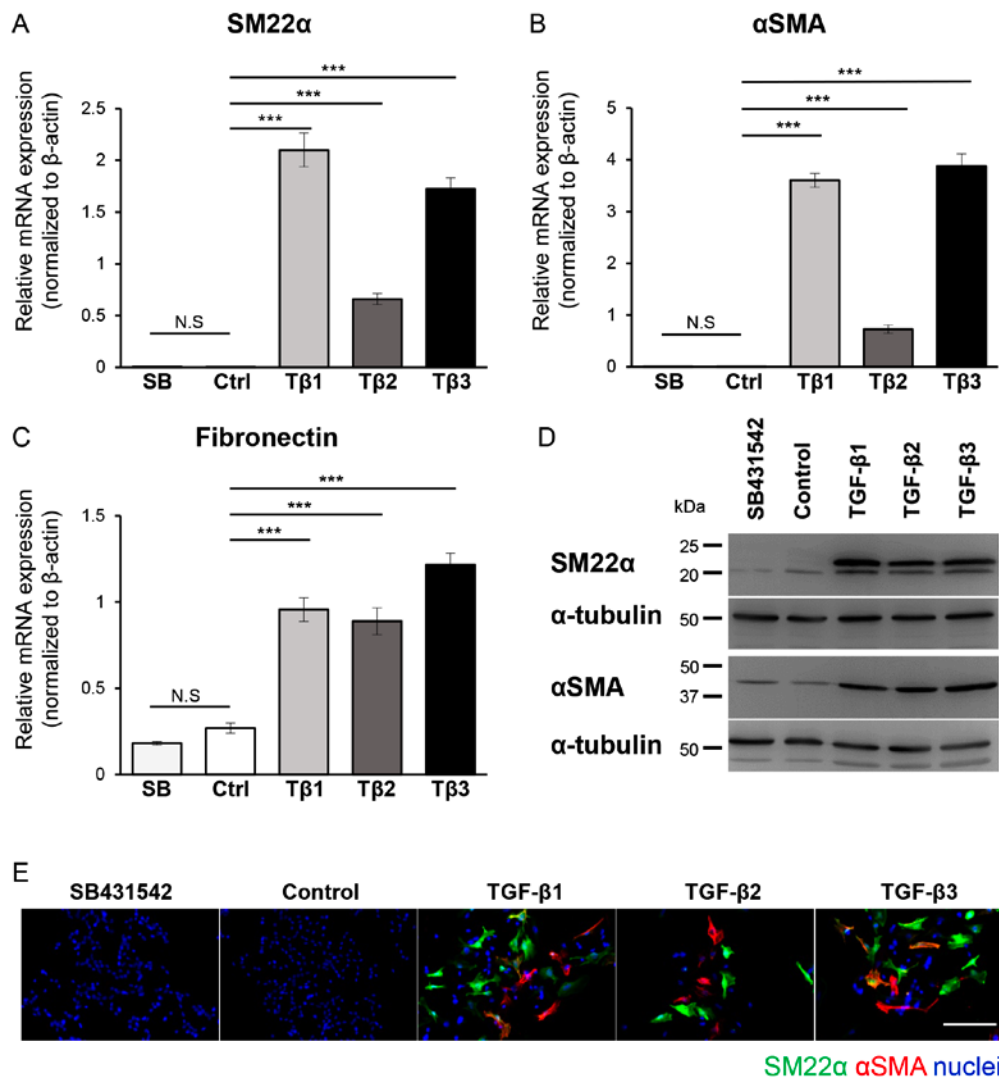 A
SM22α
Relative mRNA expression
(normalized to β-actin)
2.5
2
1.5
1
0.5
0
***
***
***
N.S
SB Ctrl Tβ1 Tβ2 Tβ3
B
αSMA
Relative mRNA expression
(normalized to β-actin)
5
4
3
2
1
0
***
***
***
N.S
SB Ctrl Tβ1 Tβ2 Tβ3
C
Fibronectin
Relative mRNA expression
(normalized to β-actin)
1.5
1
0.5
0
***
***
***
N.S
SB Ctrl Tβ1 Tβ2 Tβ3
D
kDa
SB431542
Control
TGF-β1
TGF-β2
TGF-β3
SM22α
25
20
α-tubulin
50
αSMA
50
37
α-tubulin
50
E
SB431542 Control TGF-β1 TGF-β2 TGF-β3
SM22α αSMA nuclei